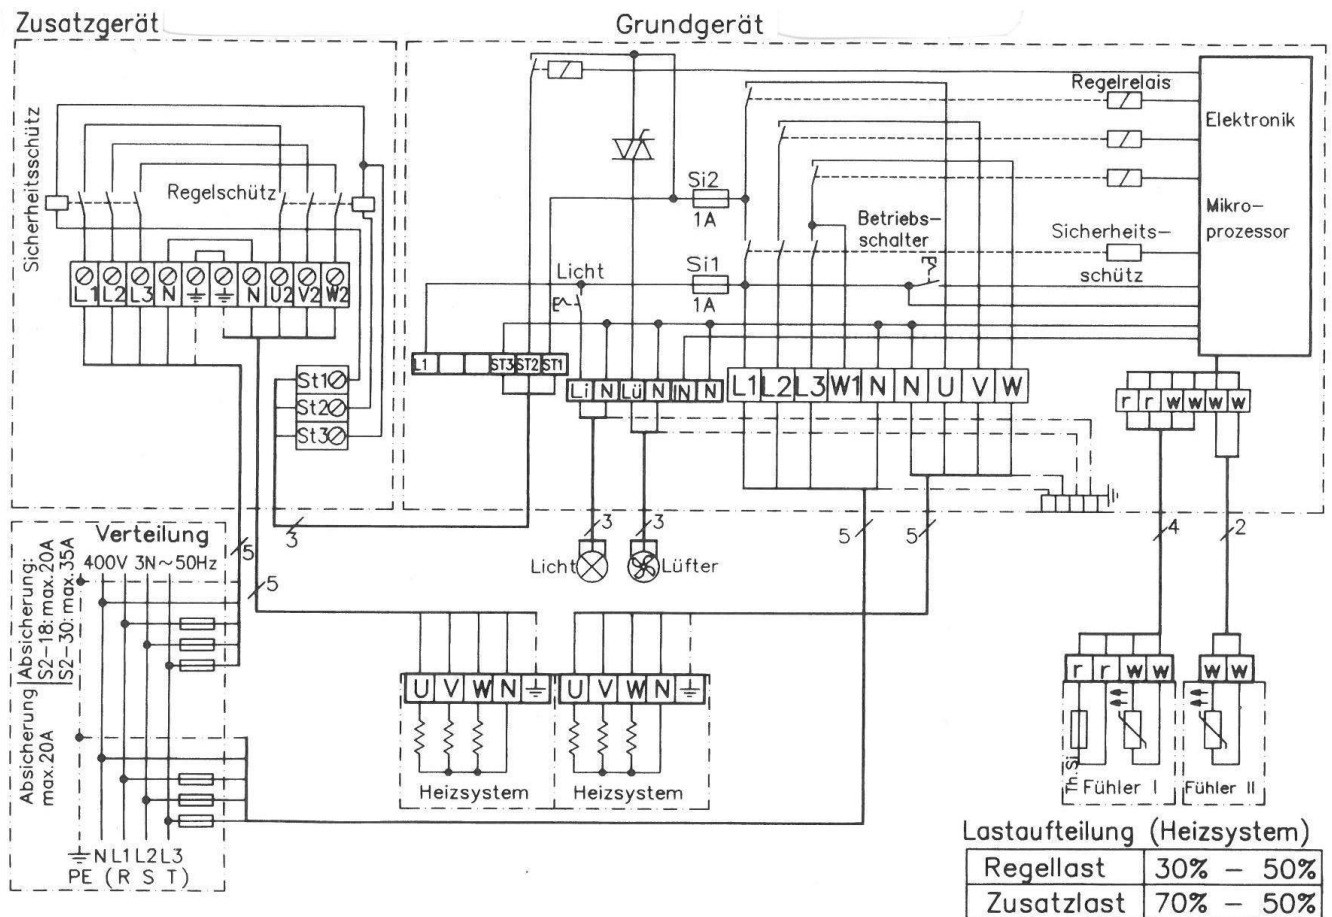 Zusatzgerät
Grundgerät
Sicherheitsschütz
Regelschütz
L1 L2 L3 N N U2 V2 W2
St1
St2
St3
3
Regelrelais
Elektronik
Mikro-
prozessor
Si2
1A
Betriebs-
schalter
Sicherheits-
schütz
Licht
Si1
1A
L1 ST3 ST2 ST1
Li N Lü N IN N
L1 L2 L3 W1 N N U V W
r r w w w w
3 3 5 5 4 2
Licht
Lüfter
Verteilung
400V 3N~50Hz
5
5
Absicherung:
S2-18: max.20A
S2-30: max.35A
Absicherung
max.20A
N L1 L2 L3
PE (R S T)
U V W N
U V W N
Heizsystem
Heizsystem
r r w w
w w
Th.Si
Fühler I
Fühler II
Lastaufteilung (Heizsystem)
Regellast 30% – 50%
Zusatzlast 70% – 50%